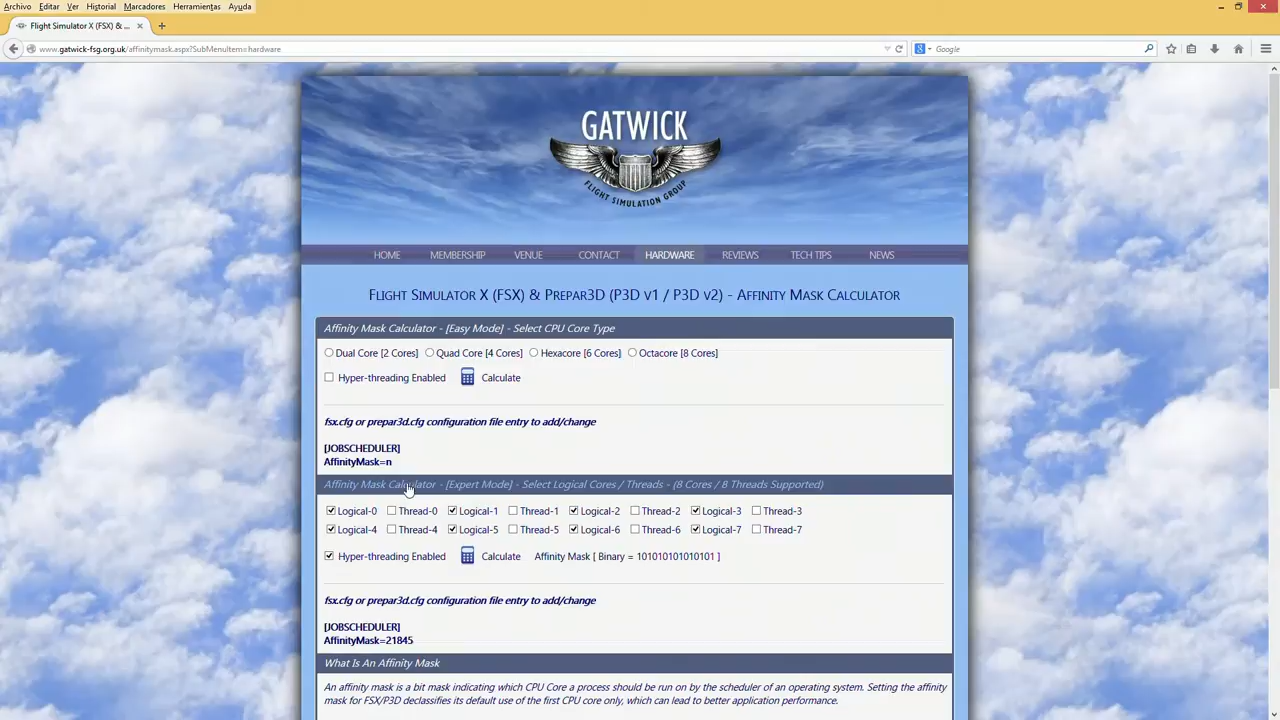 Archivo Editar Ver Historial Marcadores Herramientas Ayuda
Flight Simulator X (FSX) & ...
www.gatwick-fsg.org.uk/affinitymask.aspx?SubMenuItem=hardware
Google
GATWICK
FLIGHT SIMULATION GROUP
HOME MEMBERSHIP VENUE CONTACT HARDWARE REVIEWS TECH TIPS NEWS
FLIGHT SIMULATOR X (FSX) & PREPAR3D (P3D V1 / P3D V2) - AFFINITY MASK CALCULATOR
Affinity Mask Calculator - [Easy Mode] - Select CPU Core Type
Dual Core [2 Cores] Quad Core [4 Cores] Hexacore [6 Cores] Octacore [8 Cores]
Hyper-threading Enabled Calculate
fsx.cfg or prepar3d.cfg configuration file entry to add/change
[JOBSCHEDULER]
AffinityMask=n
Affinity Mask Calculator - [Expert Mode] - Select Logical Cores / Threads - (8 Cores / 8 Threads Supported)
Logical-0 Thread-0 Logical-1 Thread-1 Logical-2 Thread-2 Logical-3 Thread-3
Logical-4 Thread-4 Logical-5 Thread-5 Logical-6 Thread-6 Logical-7 Thread-7
Hyper-threading Enabled Calculate Affinity Mask [ Binary = 101010101010101 ]
fsx.cfg or prepar3d.cfg configuration file entry to add/change
[JOBSCHEDULER]
AffinityMask=21845
What Is An Affinity Mask
An affinity mask is a bit mask indicating which CPU Core a process should be run on by the scheduler of an operating system. Setting the affinity
mask for FSX/P3D declassifies its default use of the first CPU core only, which can lead to better application performance.